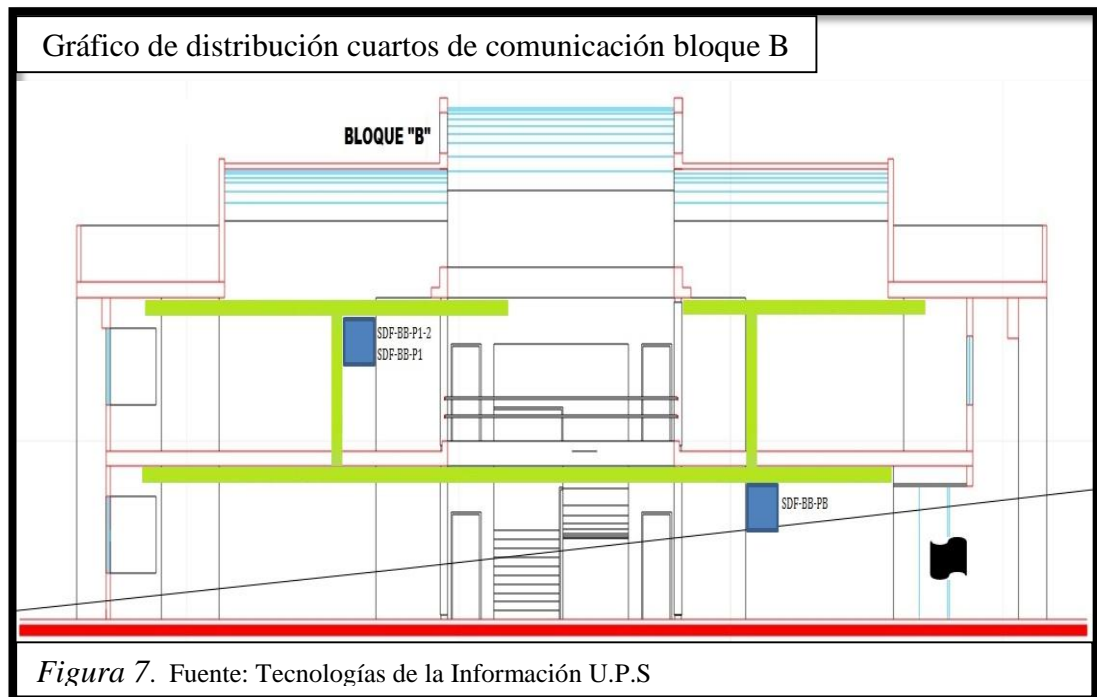 Gráfico de distribución cuartos de comunicación bloque B
BLOQUE "B"
SDF-BB-P1-2
SDF-BB-P1
SDF-BB-PB
Figura 7. Fuente: Tecnologías de la Información U.P.S